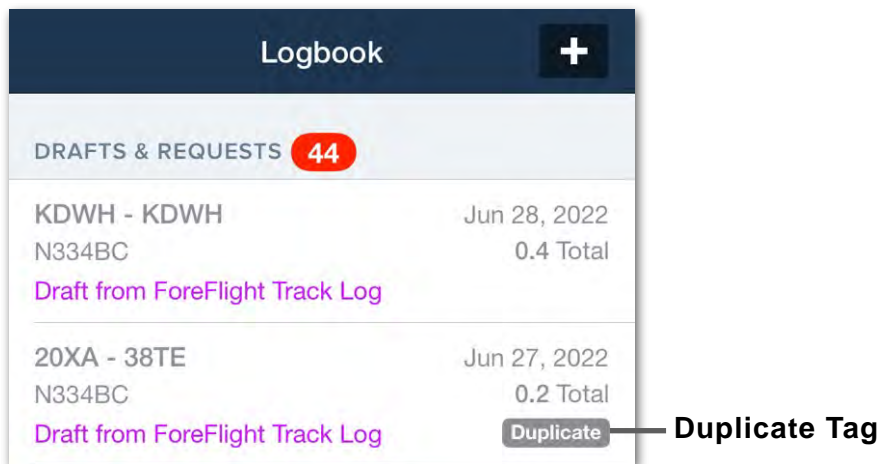 Logbook +
DRAFTS & REQUESTS 44
KDWH - KDWH Jun 28, 2022
N334BC 0.4 Total
Draft from ForeFlight Track Log
20XA - 38TE Jun 27, 2022
N334BC 0.2 Total
Draft from ForeFlight Track Log Duplicate Duplicate Tag